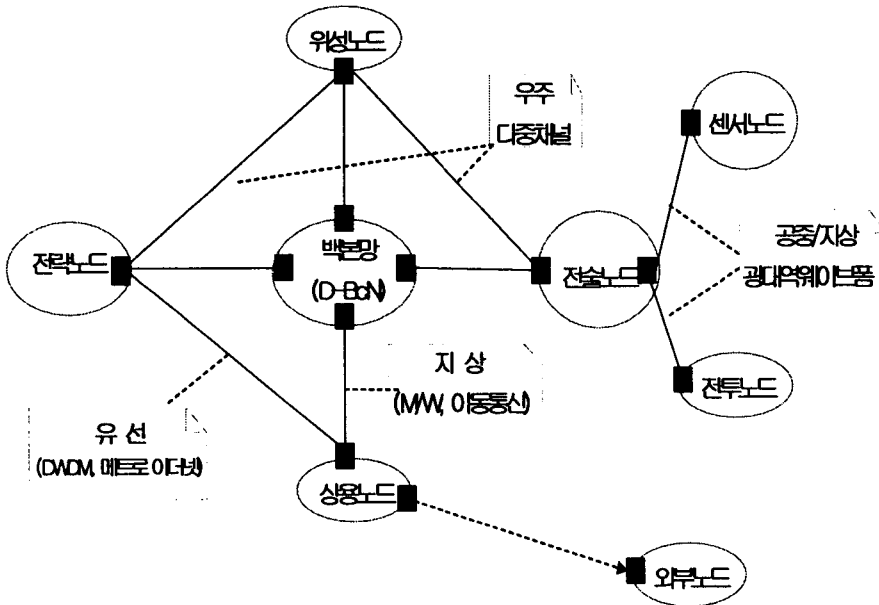 위성노드
우주
다중채널
센서노드
전략노드
백본망
(D-BcN)
전술노드
공중/지상
광대역웨이브폼
지 상
(M/W, 이동통신)
전투노드
유 선
(DWDM, 메트로 이더넷)
상용노드
외부노드